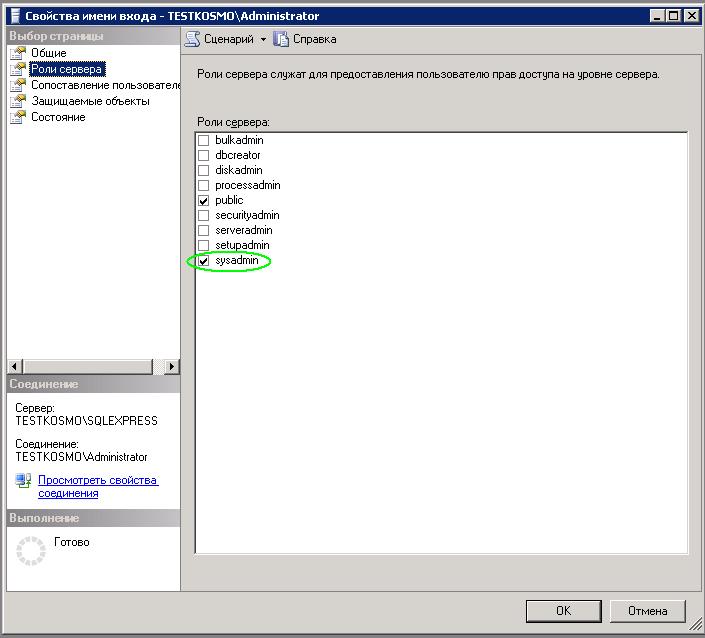 Свойства имени входа - TESTKOSMO\Administrator
Выбор страницы
Общие
Роли сервера
Сопоставление пользователе
Защищаемые объекты
Состояние
Сценарий
Справка
Роли сервера служат для предоставления пользователю прав доступа на уровне сервера.
Роли сервера:
bulkadmin
dbcreator
diskadmin
processadmin
public
securityadmin
serveradmin
setupadmin
sysadmin
Соединение
Сервер:
TESTKOSMO\SQLEXPRESS
Соединение:
TESTKOSMO\Administrator
Просмотреть свойства
соединения
Выполнение
Готово
OK
Отмена